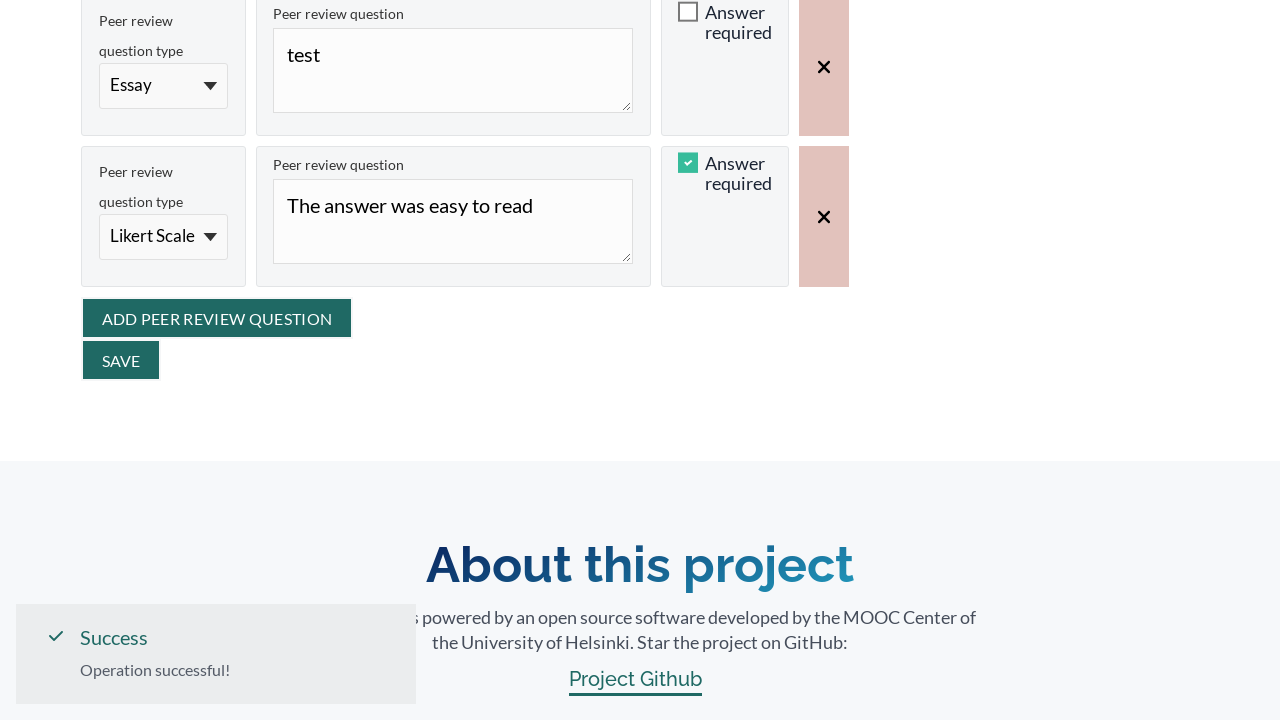 Peer review
question type
Essay
Peer review question
test
Answer
required
Peer review
question type
Likert Scale
Peer review question
The answer was easy to read
Answer
required
ADD PEER REVIEW QUESTION
SAVE
About this project
powered by an open source software developed by the MOOC Center of
the University of Helsinki. Star the project on GitHub:
Project Github
Success
Operation successful!